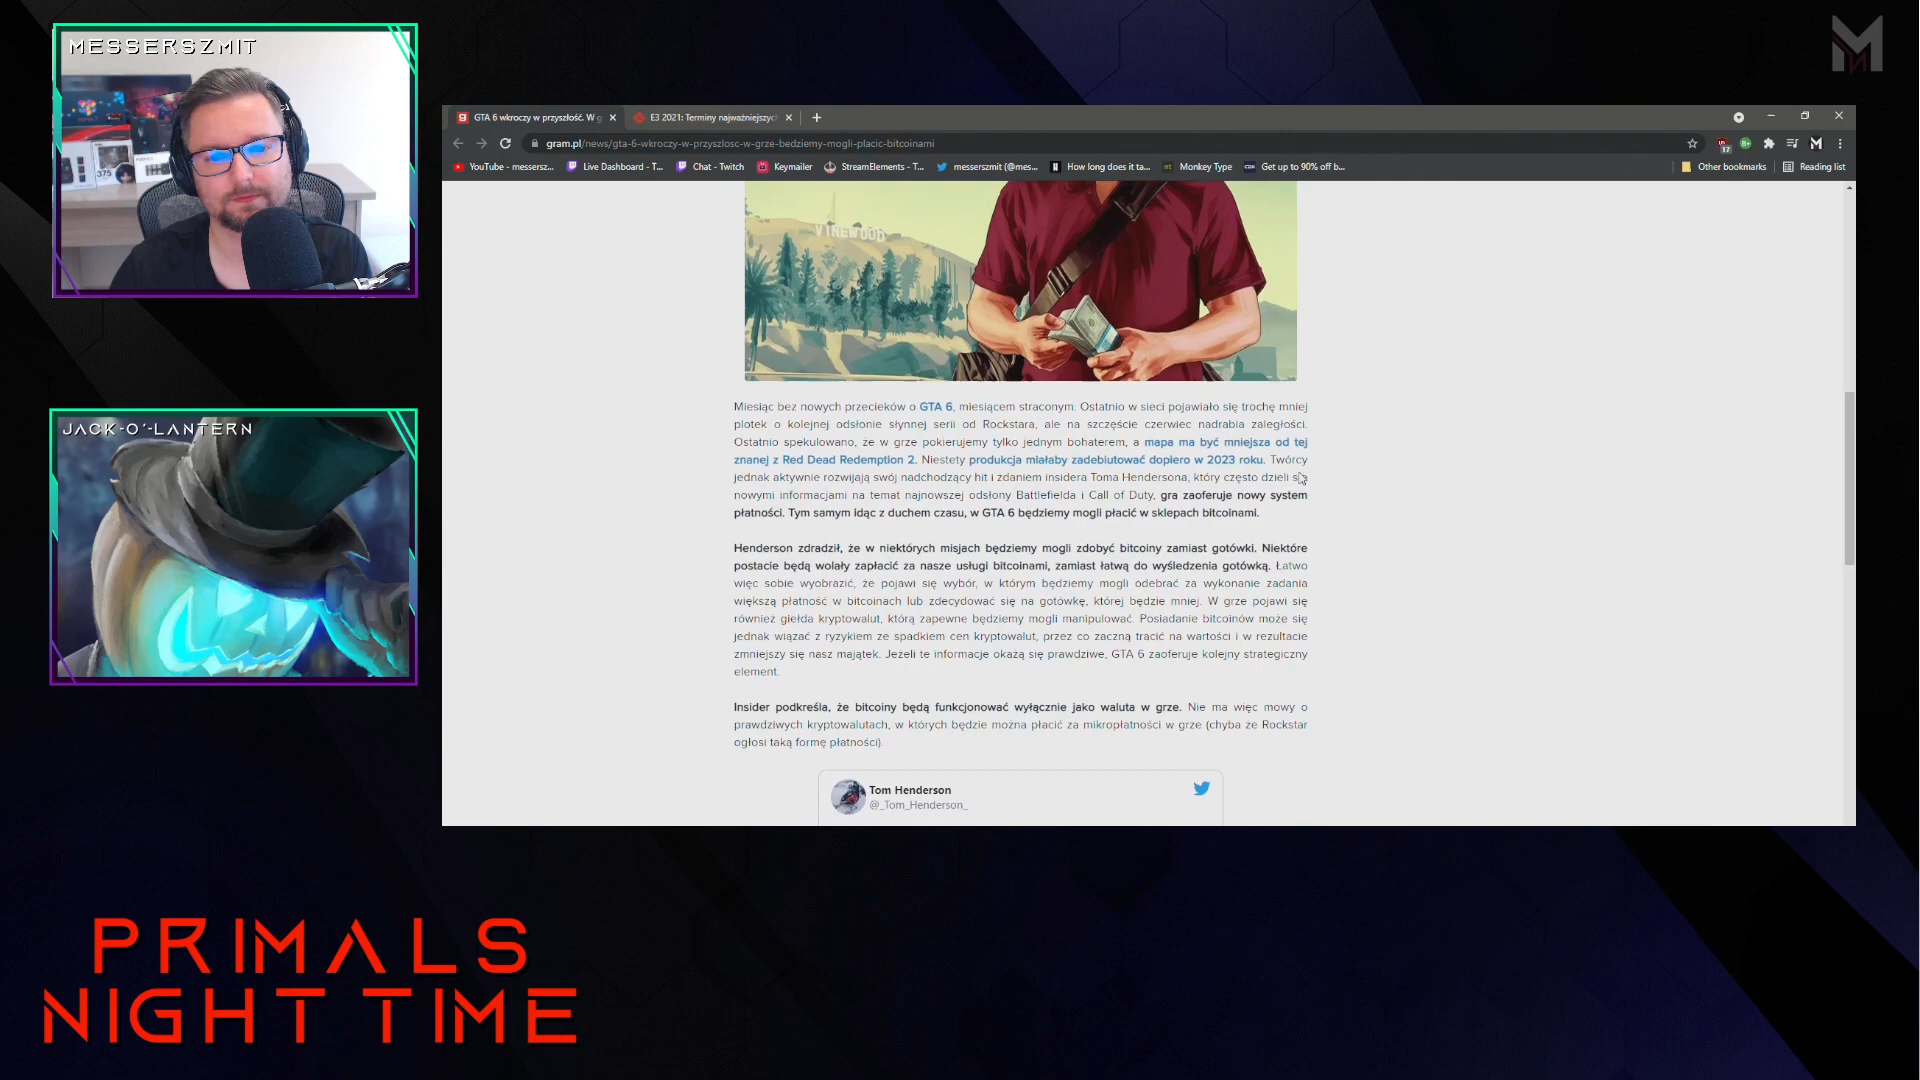 MESSERSZMIT
JACK-O'-LANTERN
PRIMALS
NIGHT TIME
GTA 6 wkroczy w przyszłość. W g
E3 2021: Terminy najważniejszych
gram.pl/news/gta-6-wkroczy-w-przyszlosc-w-grze-bedziemy-mogli-placic-bitcoinami
YouTube - messersz...
Live Dashboard - T...
Chat - Twitch
Keymailer
StreamElements - T...
messerszmit (@mes...
How long does it ta...
Monkey Type
Get up to 90% off b...
Other bookmarks
Reading list
VINEWOOD
Miesiąc bez nowych przecieków o GTA 6, miesiącem straconym. Ostatnio w sieci pojawiało się trochę mniej
plotek o kolejnej odsłonie słynnej serii od Rockstara, ale na szczęście czerwiec nadrabia zaległości.
Ostatnio spekulowano, że w grze pokierujemy tylko jednym bohaterem, a mapa ma być mniejsza od tej
znanej z Red Dead Redemption 2. Niestety produkcja miałaby zadebiutować dopiero w 2023 roku. Twórcy
jednak aktywnie rozwijają swój nadchodzący hit i zdaniem insidera Toma Hendersona, który często dzieli się
nowymi informacjami na temat najnowszej odsłony Battlefielda i Call of Duty, gra zaoferuje nowy system
płatności. Tym samym idąc z duchem czasu, w GTA 6 będziemy mogli płacić w sklepach bitcoinami.
Henderson zdradził, że w niektórych misjach będziemy mogli zdobyć bitcoiny zamiast gotówki. Niektóre
postacie będą wolały zapłacić za nasze usługi bitcoinami, zamiast łatwą do wyśledzenia gotówką. Łatwo
więc sobie wyobrazić, że pojawi się wybór, w którym będziemy mogli odebrać za wykonanie zadania
większą płatność w bitcoinach lub zdecydować się na gotówkę, której będzie mniej. W grze pojawi się
również giełda kryptowalut, którą zapewne będziemy mogli manipulować. Posiadanie bitcoinów może się
jednak wiązać z ryzykiem ze spadkiem cen kryptowalut, przez co zaczną tracić na wartości i w rezultacie
zmniejszy się nasz majątek. Jeżeli te informacje okażą się prawdziwe, GTA 6 zaoferuje kolejny strategiczny
element.
Insider podkreśla, że bitcoiny będą funkcjonować wyłącznie jako waluta w grze. Nie ma więc mowy o
prawdziwych kryptowalutach, w których będzie można płacić za mikropłatności w grze (chyba że Rockstar
ogłosi taką formę płatności).
Tom Henderson
@_Tom_Henderson_